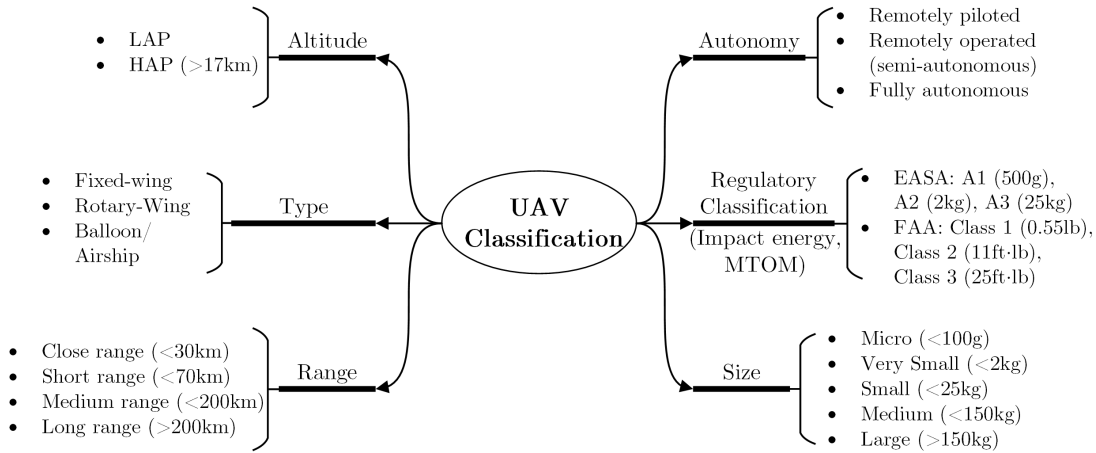 Altitude
• LAP
• HAP (>17km)
Type
• Fixed-wing
• Rotary-Wing
• Balloon/
Airship
Range
• Close range (<30km)
• Short range (<70km)
• Medium range (<200km)
• Long range (>200km)
UAV
Classification
Autonomy
• Remotely piloted
• Remotely operated
(semi-autonomous)
• Fully autonomous
Regulatory
Classification
(Impact energy,
MTOM)
• EASA: A1 (500g),
A2 (2kg), A3 (25kg)
• FAA: Class 1 (0.55lb),
Class 2 (11ft·lb),
Class 3 (25ft·lb)
Size
• Micro (<100g)
• Very Small (<2kg)
• Small (<25kg)
• Medium (<150kg)
• Large (>150kg)